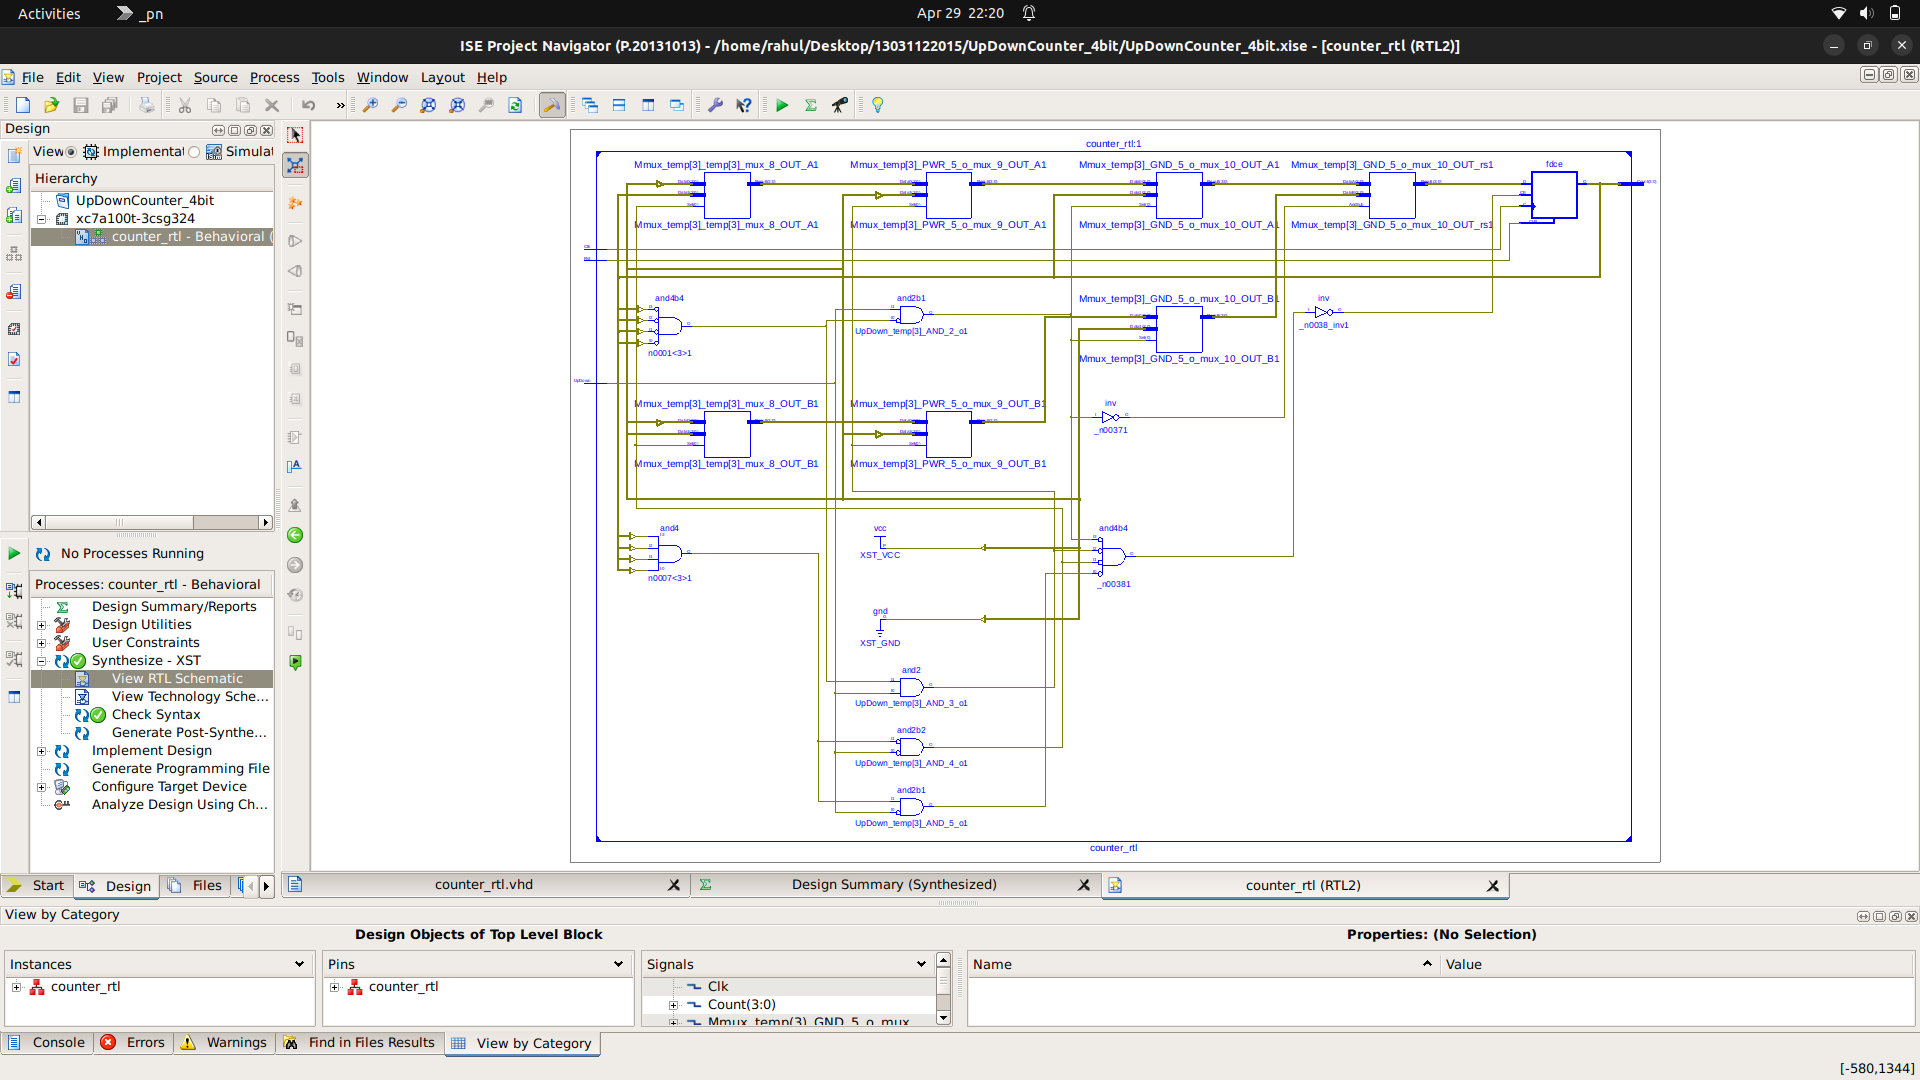 Activities
_pn
Apr 29 22:20
ISE Project Navigator (P.20131013) - /home/rahul/Desktop/13031122015/UpDownCounter_4bit/UpDownCounter_4bit.xise - [counter_rtl (RTL2)]
File Edit View Project Source Process Tools Window Layout Help
»
Design
View Implementat Simulat
Hierarchy
UpDownCounter_4bit
xc7a100t-3csg324
counter_rtl - Behavioral (
No Processes Running
Processes: counter_rtl - Behavioral
Design Summary/Reports
Design Utilities
User Constraints
Synthesize - XST
View RTL Schematic
View Technology Sche...
Check Syntax
Generate Post-Synthe...
Implement Design
Generate Programming File
Configure Target Device
Analyze Design Using Ch...
Start Design Files
counter_rtl:1
Mmux_temp[3]_temp[3]_mux_8_OUT_A1 Mmux_temp[3]_PWR_5_o_mux_9_OUT_A1 Mmux_temp[3]_GND_5_o_mux_10_OUT_A1 Mmux_temp[3]_GND_5_o_mux_10_OUT_rs1 fdce
Mmux_temp[3]_temp[3]_mux_8_OUT_A1 Mmux_temp[3]_PWR_5_o_mux_9_OUT_A1 Mmux_temp[3]_GND_5_o_mux_10_OUT_A1 Mmux_temp[3]_GND_5_o_mux_10_OUT_rs1
and4b4 and2b1 Mmux_temp[3]_GND_5_o_mux_10_OUT_B1 inv
_n0038_inv1
UpDown_temp[3]_AND_2_o1
n0001<3>1 Mmux_temp[3]_GND_5_o_mux_10_OUT_B1
UpDown
Mmux_temp[3]_temp[3]_mux_8_OUT_B1 Mmux_temp[3]_PWR_5_o_mux_9_OUT_B1 inv
_n00371
Mmux_temp[3]_temp[3]_mux_8_OUT_B1 Mmux_temp[3]_PWR_5_o_mux_9_OUT_B1
and4 vcc and4b4
XST_VCC
n0007<3>1 _n00381
gnd
XST_GND
and2
UpDown_temp[3]_AND_3_o1
and2b2
UpDown_temp[3]_AND_4_o1
and2b1
UpDown_temp[3]_AND_5_o1
counter_rtl
counter_rtl.vhd Design Summary (Synthesized) counter_rtl (RTL2)
View by Category
Design Objects of Top Level Block Properties: (No Selection)
Instances Pins Signals Name Value
counter_rtl counter_rtl Clk
Count(3:0)
Mmux_temp(3)_GND_5_o_mux
Console Errors Warnings Find in Files Results View by Category
[-580,1344]